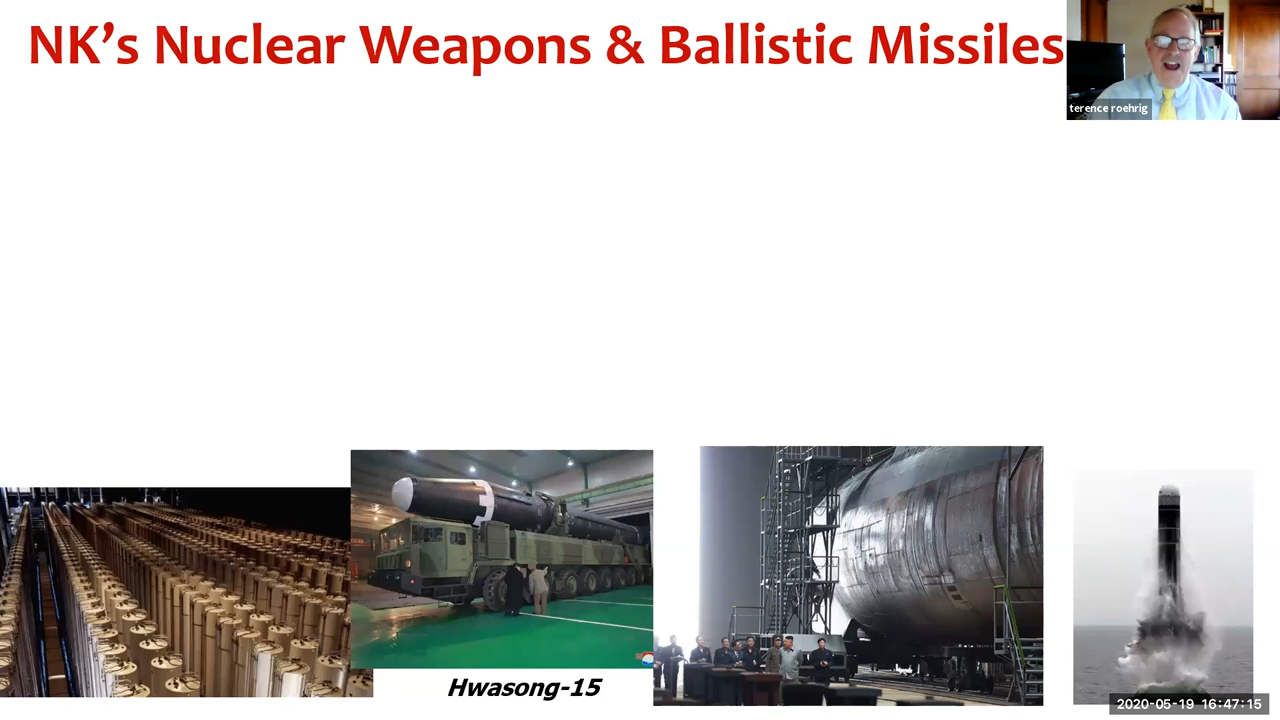 NK's Nuclear Weapons & Ballistic Missiles
terence roehrig
Hwasong-15
2020-05-19 16:47:15